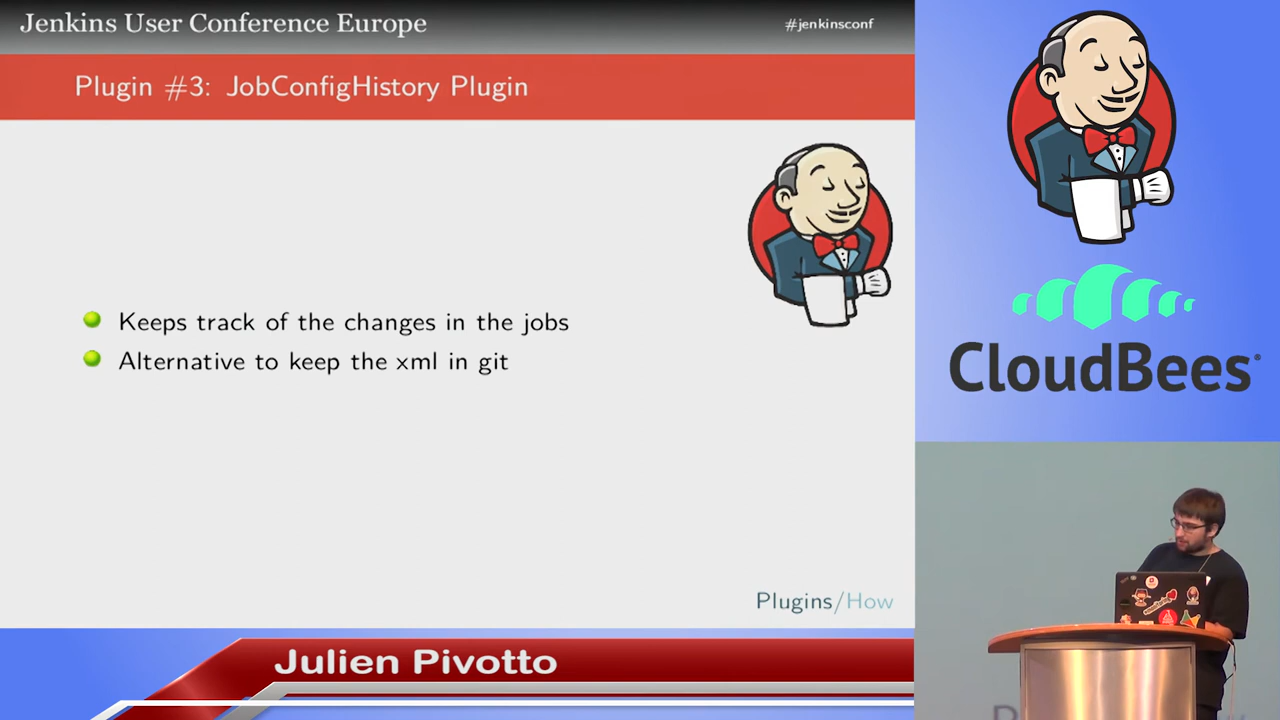 Jenkins User Conference Europe
#jenkinsconf
Plugin #3: JobConfigHistory Plugin
Keeps track of the changes in the jobs
Alternative to keep the xml in git
Plugins/How
CloudBees
Julien Pivotto